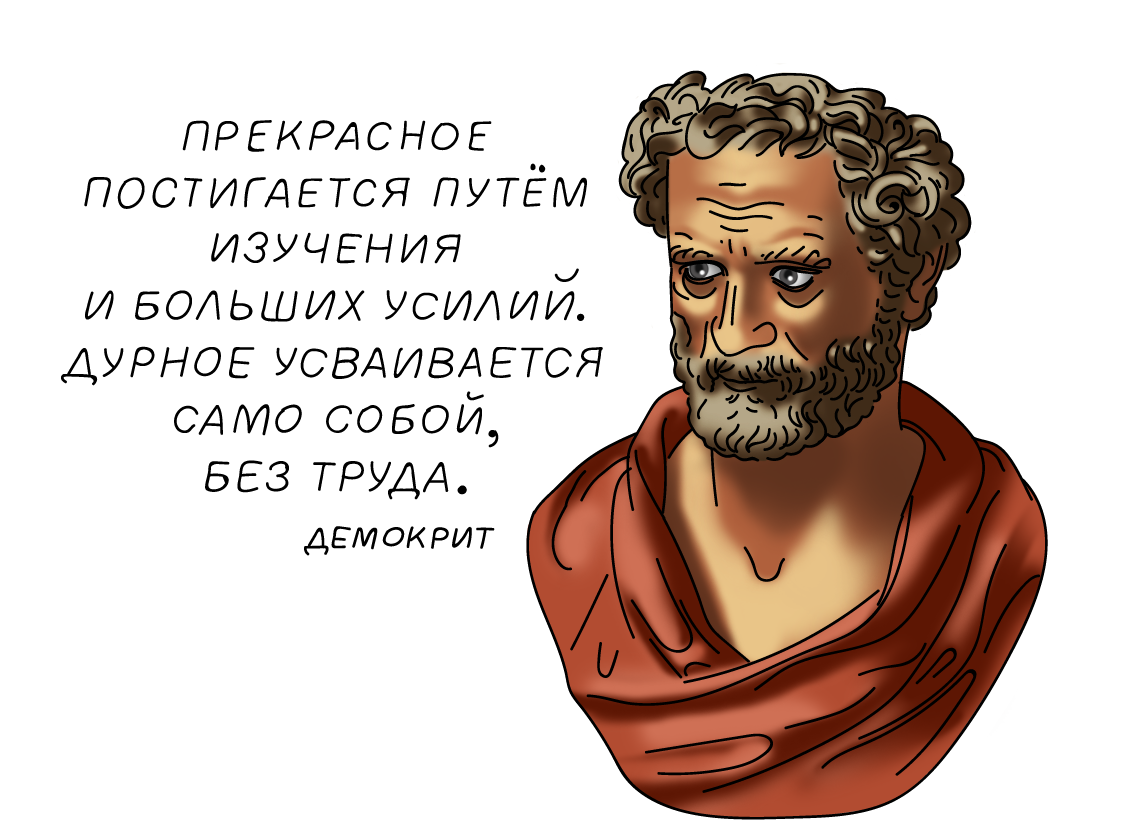 ПРЕКРАСНОЕ
ПОСТИГАЕТСЯ ПУТЁМ
ИЗУЧЕНИЯ
И БОЛЬШИХ УСИЛИЙ.
ДУРНОЕ УСВАИВАЕТСЯ
САМО СОБОЙ,
БЕЗ ТРУДА.
ДЕМОКРИТ